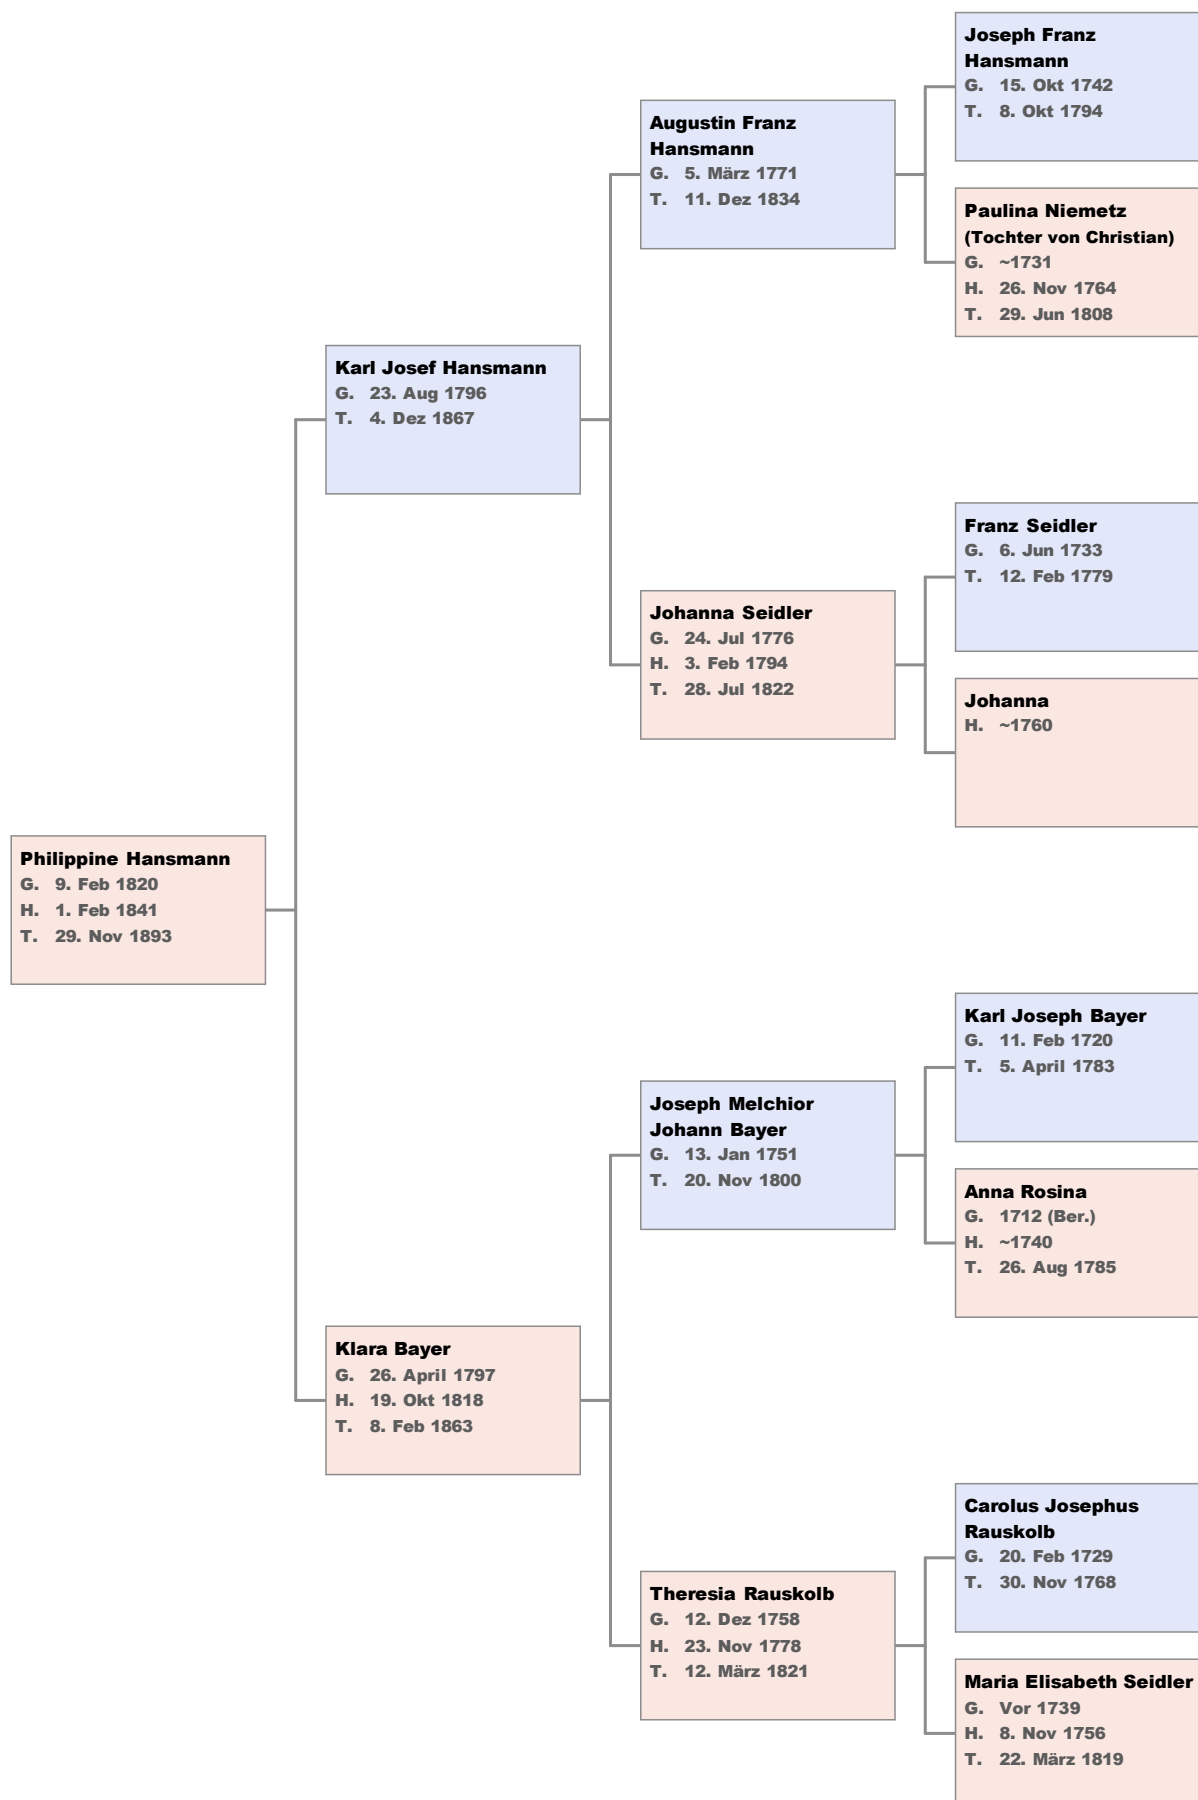 Joseph Franz
Hansmann
G. 15. Okt 1742
T. 8. Okt 1794
Augustin Franz
Hansmann
G. 5. März 1771
T. 11. Dez 1834
Paulina Niemetz
(Tochter von Christian)
G. ~1731
H. 26. Nov 1764
T. 29. Jun 1808
Karl Josef Hansmann
G. 23. Aug 1796
T. 4. Dez 1867
Franz Seidler
G. 6. Jun 1733
T. 12. Feb 1779
Johanna Seidler
G. 24. Jul 1776
H. 3. Feb 1794
T. 28. Jul 1822
Johanna
H. ~1760
Philippine Hansmann
G. 9. Feb 1820
H. 1. Feb 1841
T. 29. Nov 1893
Karl Joseph Bayer
G. 11. Feb 1720
T. 5. April 1783
Joseph Melchior
Johann Bayer
G. 13. Jan 1751
T. 20. Nov 1800
Anna Rosina
G. 1712 (Ber.)
H. ~1740
T. 26. Aug 1785
Klara Bayer
G. 26. April 1797
H. 19. Okt 1818
T. 8. Feb 1863
Carolus Josephus
Rauskolb
G. 20. Feb 1729
T. 30. Nov 1768
Theresia Rauskolb
G. 12. Dez 1758
H. 23. Nov 1778
T. 12. März 1821
Maria Elisabeth Seidler
G. Vor 1739
H. 8. Nov 1756
T. 22. März 1819